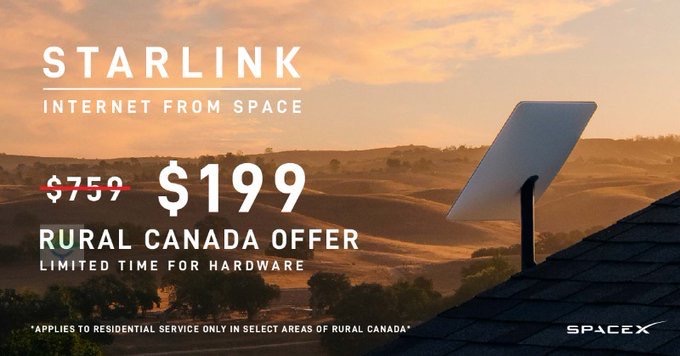 STARLINK
INTERNET FROM SPACE
$759 $199
RURAL CANADA OFFER
LIMITED TIME FOR HARDWARE
*APPLIES TO RESIDENTIAL SERVICE ONLY IN SELECT AREAS OF RURAL CANADA*
SPACEX